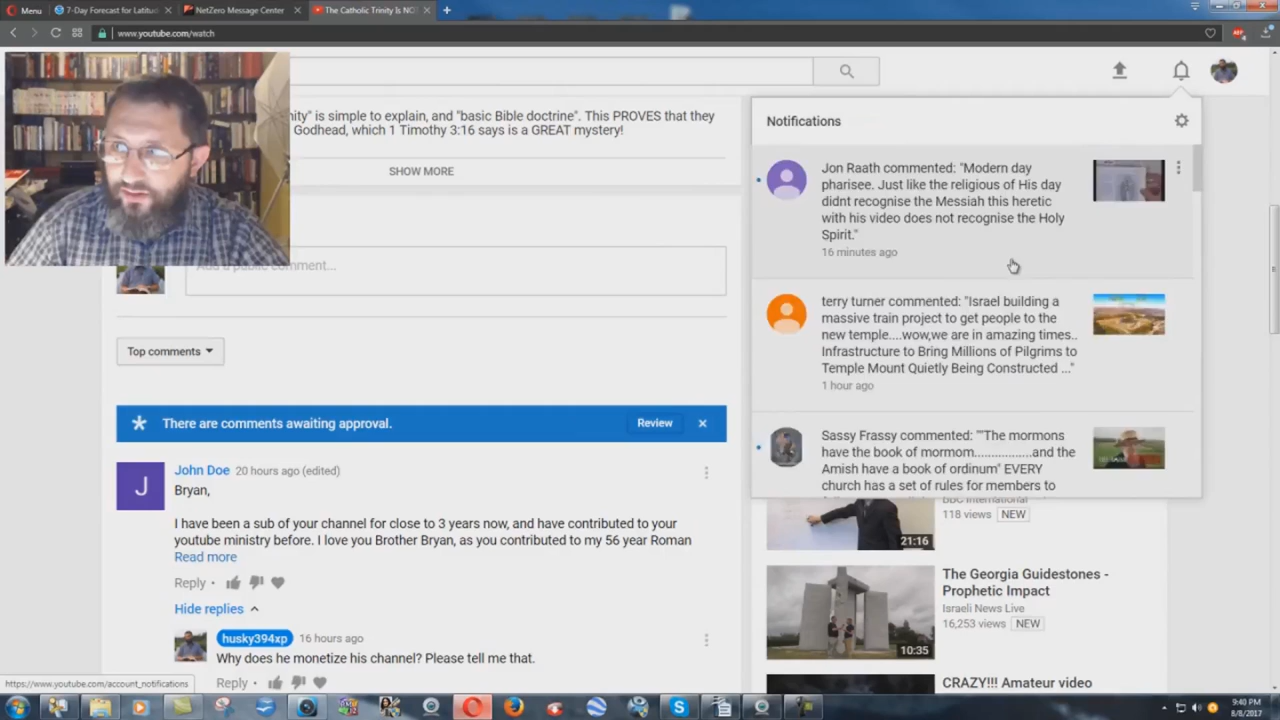 Menu
7-Day Forecast for Latitud
NetZero Message Center
The Catholic Trinity Is NOT
www.youtube.com/watch
nity" is simple to explain, and "basic Bible doctrine". This PROVES that they
Godhead, which 1 Timothy 3:16 says is a GREAT mystery!
SHOW MORE
Add a public comment...
Top comments
There are comments awaiting approval.
Review
J
John Doe 20 hours ago (edited)
Bryan,
I have been a sub of your channel for close to 3 years now, and have contributed to your
youtube ministry before. I love you Brother Bryan, as you contributed to my 56 year Roman
Read more
Reply
Hide replies
husky394xp 16 hours ago
Why does he monetize his channel? Please tell me that.
Reply
https://www.youtube.com/account_notifications
Notifications
Jon Raath commented: "Modern day
pharisee. Just like the religious of His day
didnt recognise the Messiah this heretic
with his video does not recognise the Holy
Spirit."
16 minutes ago
terry turner commented: "Israel building a
massive train project to get people to the
new temple....wow,we are in amazing times..
Infrastructure to Bring Millions of Pilgrims to
Temple Mount Quietly Being Constructed ..."
1 hour ago
Sassy Frassy commented: "'The mormons
have the book of mormom.................and the
Amish have a book of ordinum" EVERY
church has a set of rules for members to
BBC International
118 views NEW
21:16
The Georgia Guidestones -
Prophetic Impact
Israeli News Live
16,253 views NEW
10:35
CRAZY!!! Amateur video
9:40 PM
8/8/2017